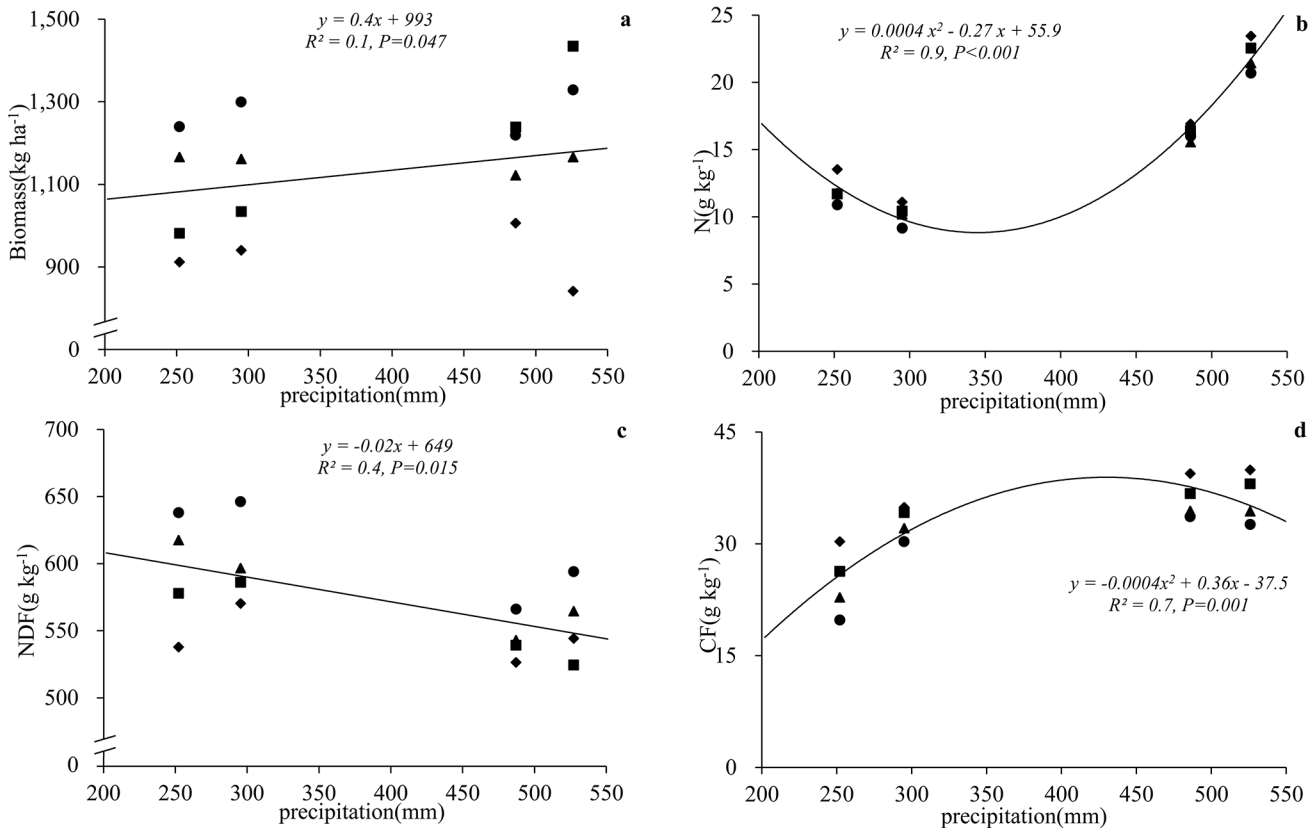 a
y = 0.4x + 993
R² = 0.1, P=0.047
Biomass(kg ha⁻¹)
1,500
1,300
1,100
900
0
200 250 300 350 400 450 500 550
precipitation(mm)
b
y = 0.0004 x² - 0.27 x + 55.9
R² = 0.9, P<0.001
N(g kg⁻¹)
25
20
15
10
5
0
200 250 300 350 400 450 500 550
precipitation(mm)
c
y = -0.02x + 649
R² = 0.4, P=0.015
NDF(g kg⁻¹)
700
650
600
550
500
0
200 250 300 350 400 450 500 550
precipitation(mm)
d
y = -0.0004x² + 0.36x - 37.5
R² = 0.7, P=0.001
CF(g kg⁻¹)
45
30
15
0
200 250 300 350 400 450 500 550
precipitation(mm)